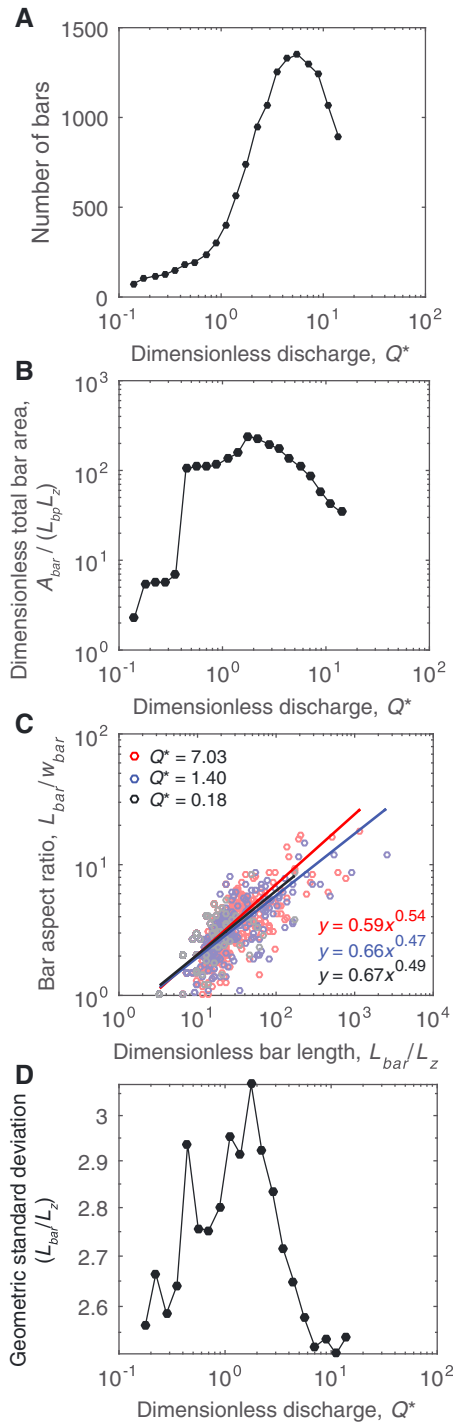 A
Number of bars
1500
1000
500
0
10^-1
10^0
10^1
10^2
Dimensionless discharge, Q*
B
Dimensionless total bar area,
A_bar / (L_bp L_z)
10^3
10^2
10^1
10^0
10^-1
10^0
10^1
10^2
Dimensionless discharge, Q*
C
Bar aspect ratio, L_bar/w_bar
10^2
10^1
10^0
Q* = 7.03
Q* = 1.40
Q* = 0.18
y = 0.59x^0.54
y = 0.66x^0.47
y = 0.67x^0.49
10^0
10^1
10^2
10^3
10^4
Dimensionless bar length, L_bar/L_z
D
Geometric standard deviation
(L_bar/L_z)
3
2.9
2.8
2.7
2.6
10^-1
10^0
10^1
10^2
Dimensionless discharge, Q*